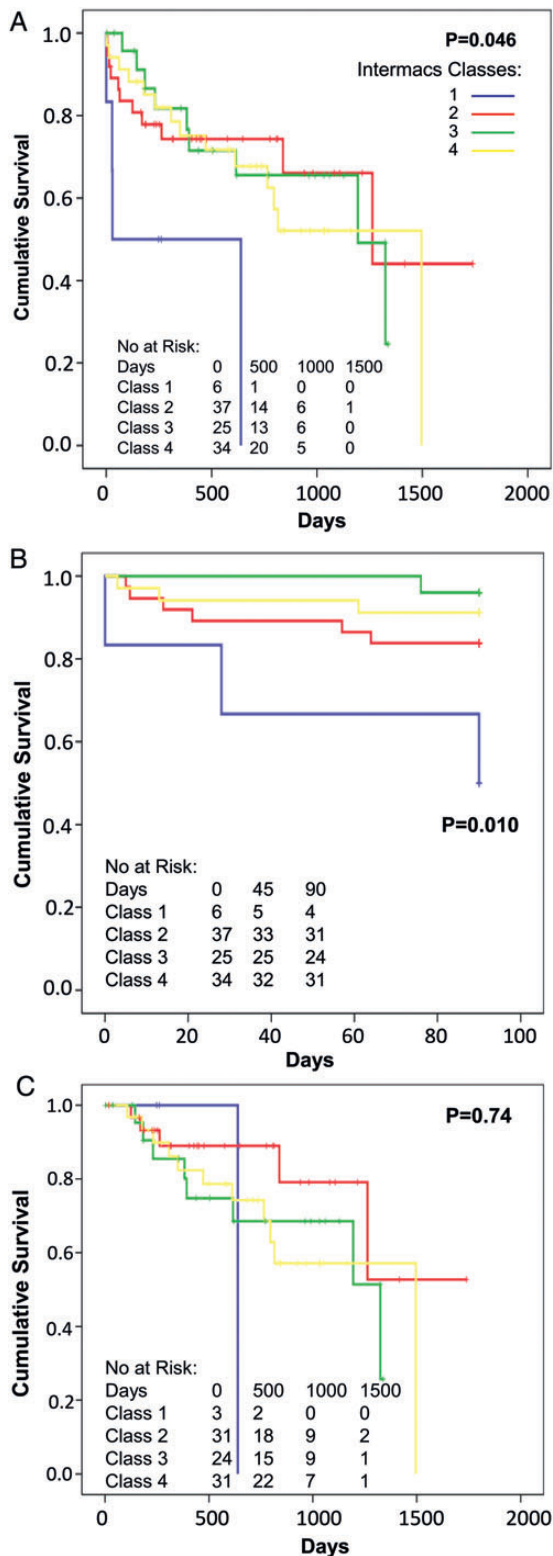 A
P=0.046
Intermacs Classes:
1
2
3
4
Cumulative Survival
1.0
0.8
0.6
0.4
0.2
0.0
No at Risk:
Days 0 500 1000 1500
Class 1 6 1 0 0
Class 2 37 14 6 1
Class 3 25 13 6 0
Class 4 34 20 5 0
0 500 1000 1500 2000
Days
B
Cumulative Survival
1.0
0.8
0.6
0.4
0.2
0.0
P=0.010
No at Risk:
Days 0 45 90
Class 1 6 5 4
Class 2 37 33 31
Class 3 25 25 24
Class 4 34 32 31
0 20 40 60 80 100
Days
C
P=0.74
Cumulative Survival
1.0
0.8
0.6
0.4
0.2
0.0
No at Risk:
Days 0 500 1000 1500
Class 1 3 2 0 0
Class 2 31 18 9 2
Class 3 24 15 9 1
Class 4 31 22 7 1
0 500 1000 1500 2000
Days